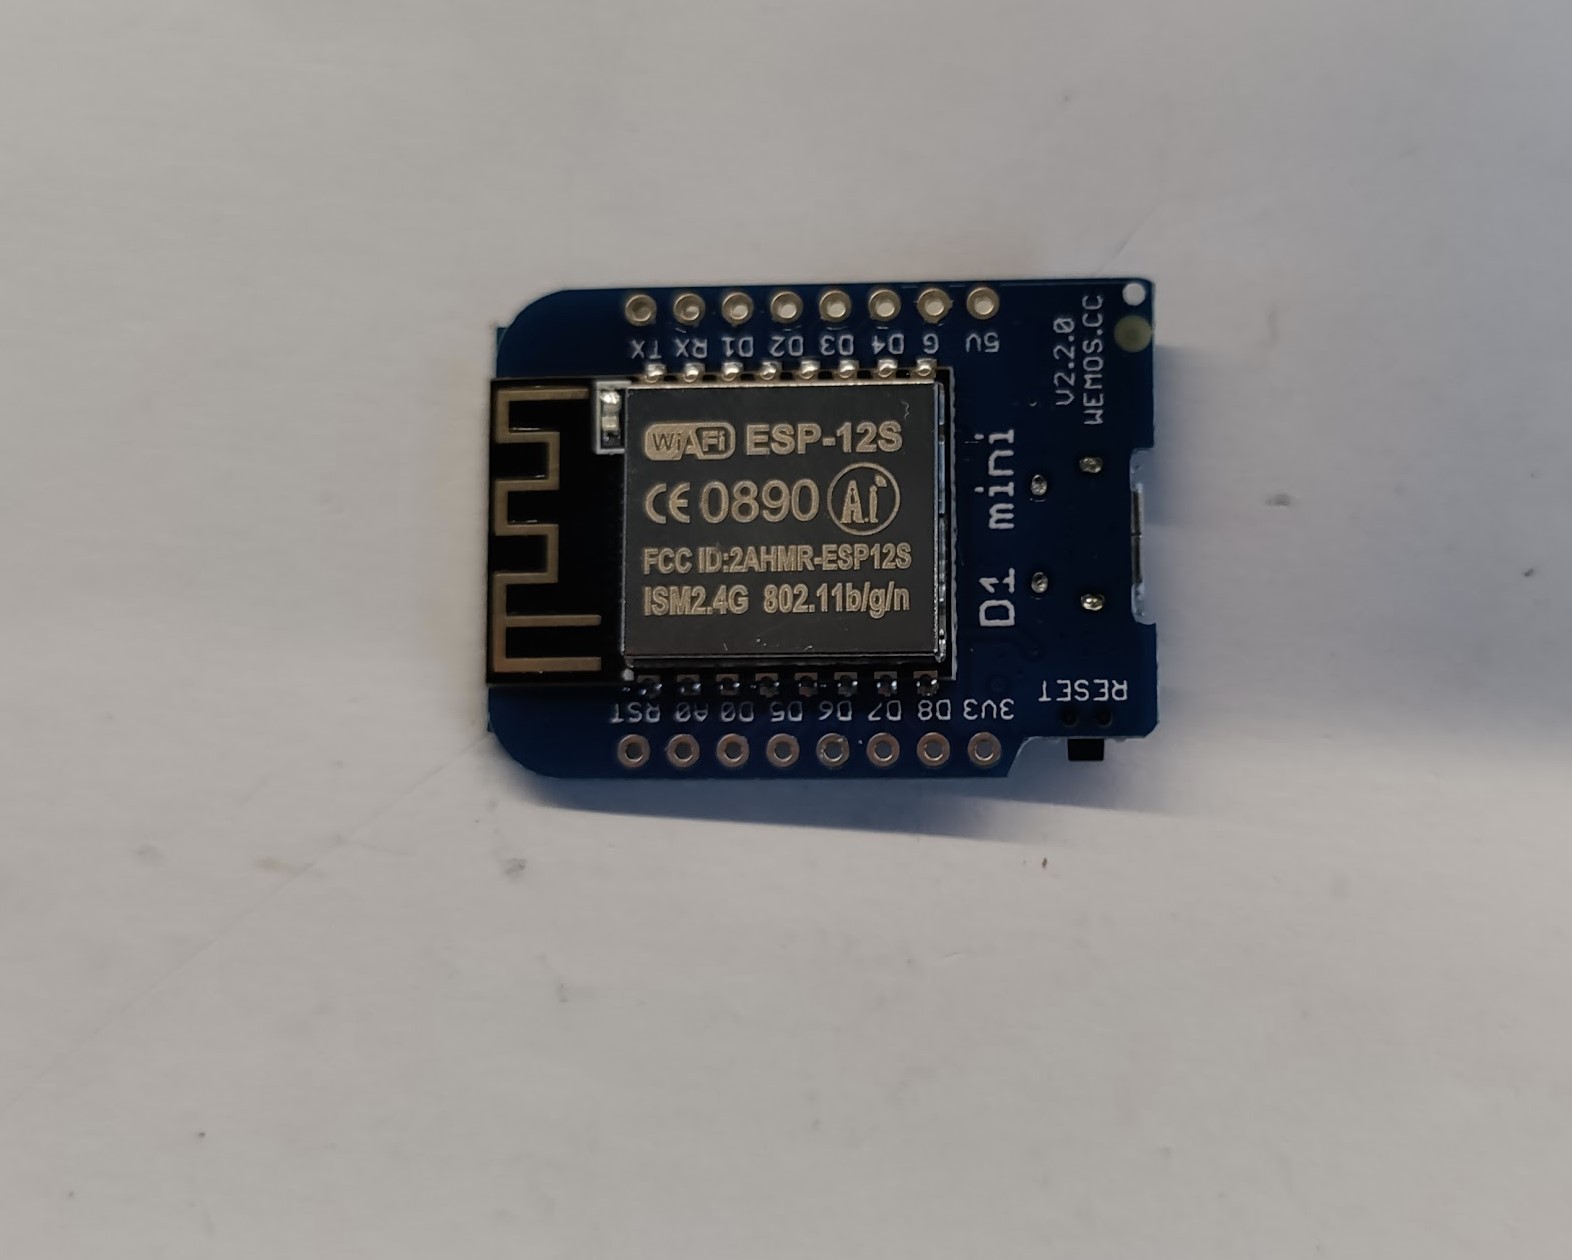 TX RX D1 D2 D3 D4 G 5V
V2.2.0
WEMOS.CC
WiFi ESP-12S
CE 0890 A.i
FCC ID:2AHMR-ESP12S
ISM2.4G 802.11b/g/n
D1 mini
RESET
RST A0 D0 D5 D6 D7 D8 3V3